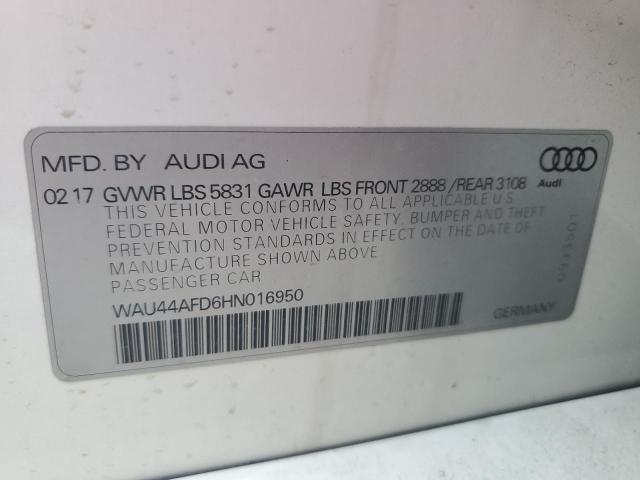 MFD. BY AUDI AG
02 17 GVWR LBS 5831 GAWR LBS FRONT 2888 /REAR 3108
Audi
THIS VEHICLE CONFORMS TO ALL APPLICABLE U.S.
FEDERAL MOTOR VEHICLE SAFETY, BUMPER AND THEFT
PREVENTION STANDARDS IN EFFECT ON THE DATE OF
MANUFACTURE SHOWN ABOVE
PASSENGER CAR
WAU44AFD6HN016950
GERMANY